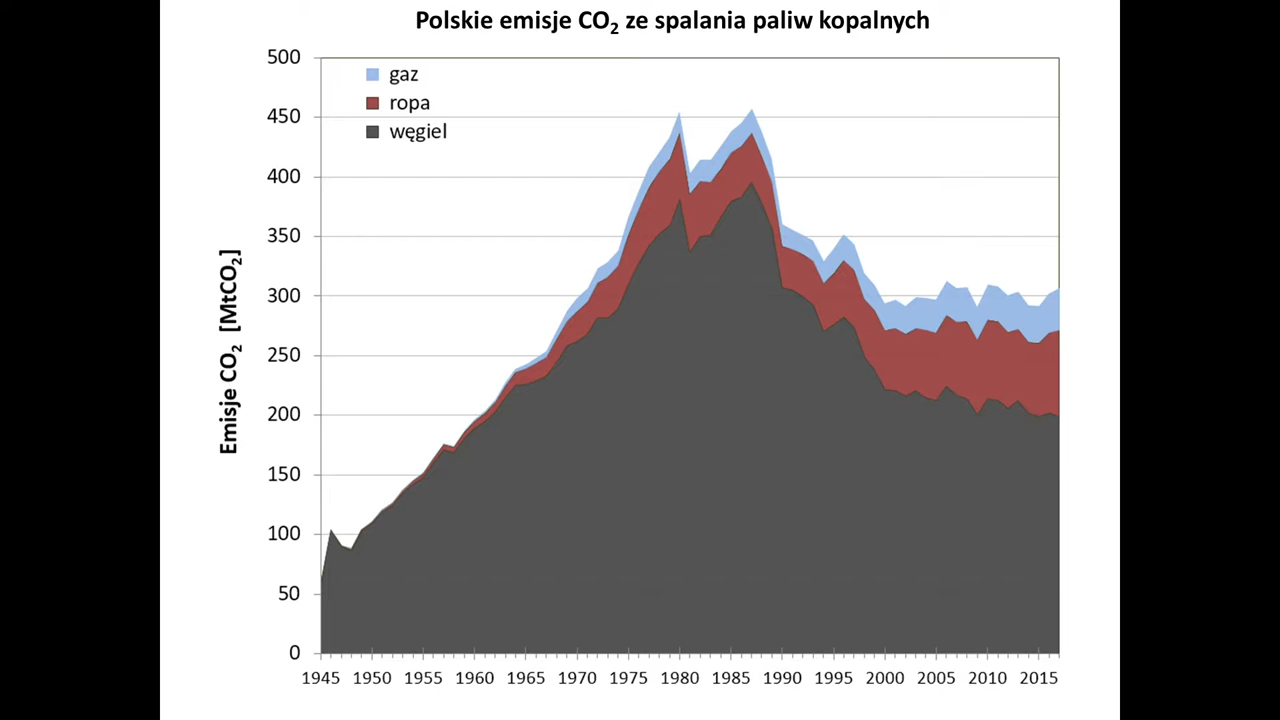 Polskie emisje CO₂ ze spalania paliw kopalnych
gaz
ropa
węgiel
Emisje CO₂ [MtCO₂]
500
450
400
350
300
250
200
150
100
50
0
1945 1950 1955 1960 1965 1970 1975 1980 1985 1990 1995 2000 2005 2010 2015